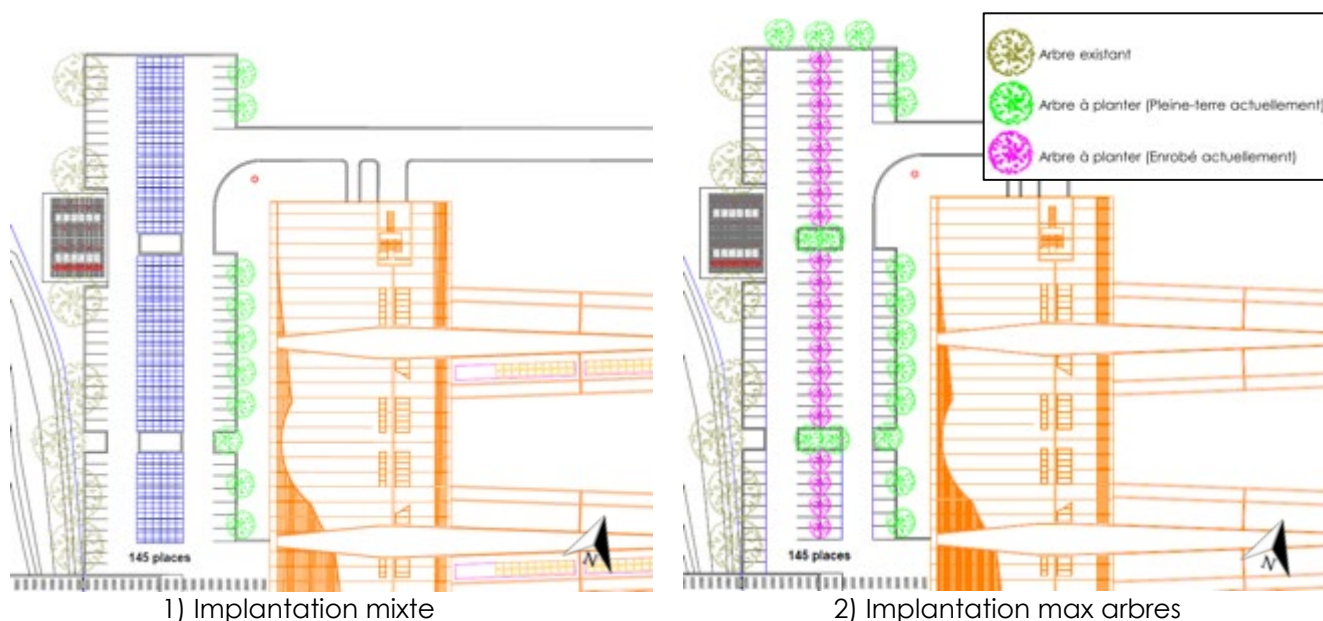 Arbre existant
Arbre à planter (Pleine-terre actuellement)
Arbre à planter (Enrobé actuellement)
145 places
N
145 places
N
1) Implantation mixte
2) Implantation max arbres